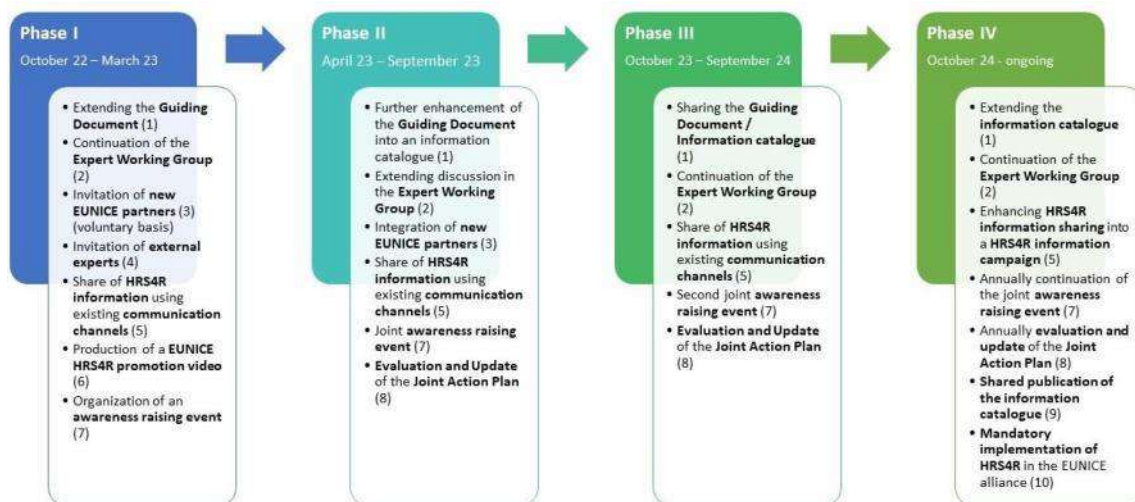 Phase I
October 22 – March 23
• Extending the Guiding
Document (1)
• Continuation of the
Expert Working Group
(2)
• Invitation of new
EUNICE partners (3)
(voluntary basis)
• Invitation of external
experts (4)
• Share of HRS4R
information using
existing communication
channels (5)
• Production of a EUNICE
HRS4R promotion video
(6)
• Organization of an
awareness raising event
(7)
Phase II
April 23 – September 23
• Further enhancement of
the Guiding Document
into an information
catalogue (1)
• Extending discussion in
the Expert Working
Group (2)
• Integration of new
EUNICE partners (3)
• Share of HRS4R
information using
existing communication
channels (5)
• Joint awareness raising
event (7)
• Evaluation and Update
of the Joint Action Plan
(8)
Phase III
October 23 – September 24
• Sharing the Guiding
Document /
Information catalogue
(1)
• Continuation of the
Expert Working Group
(2)
• Share of HRS4R
information using
existing communication
channels (5)
• Second joint awareness
raising event (7)
• Evaluation and Update
of the Joint Action Plan
(8)
Phase IV
October 24 - ongoing
• Extending the
information catalogue
(1)
• Continuation of the
Expert Working Group
(2)
• Enhancing HRS4R
information sharing into
a HRS4R information
campaign (5)
• Annually continuation of
the joint awareness
raising event (7)
• Annually evaluation and
update of the Joint
Action Plan (8)
• Shared publication of
the information
catalogue (9)
• Mandatory
implementation of
HRS4R in the EUNICE
alliance (10)